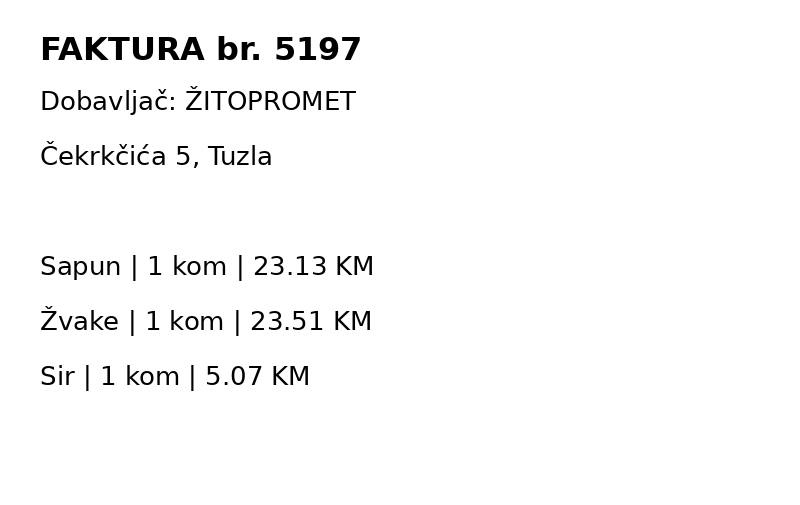 FAKTURA br. 5197
Dobavljač: ŽITOPROMET
Čekrkčića 5, Tuzla
Sapun | 1 kom | 23.13 KM
Žvake | 1 kom | 23.51 KM
Sir | 1 kom | 5.07 KM